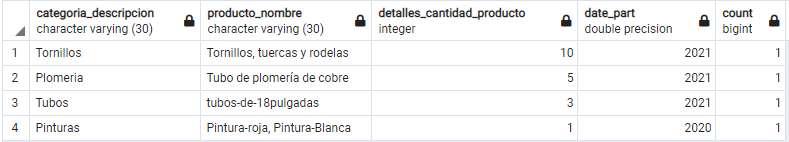 categoria_descripcion producto_nombre detalles_cantidad_producto date_part count
character varying (30) character varying (30) integer double precision bigint
1 Tornillos Tornillos, tuercas y rodelas 10 2021 1
2 Plomeria Tubo de plomería de cobre 5 2021 1
3 Tubos tubos-de-18pulgadas 3 2021 1
4 Pinturas Pintura-roja, Pintura-Blanca 1 2020 1